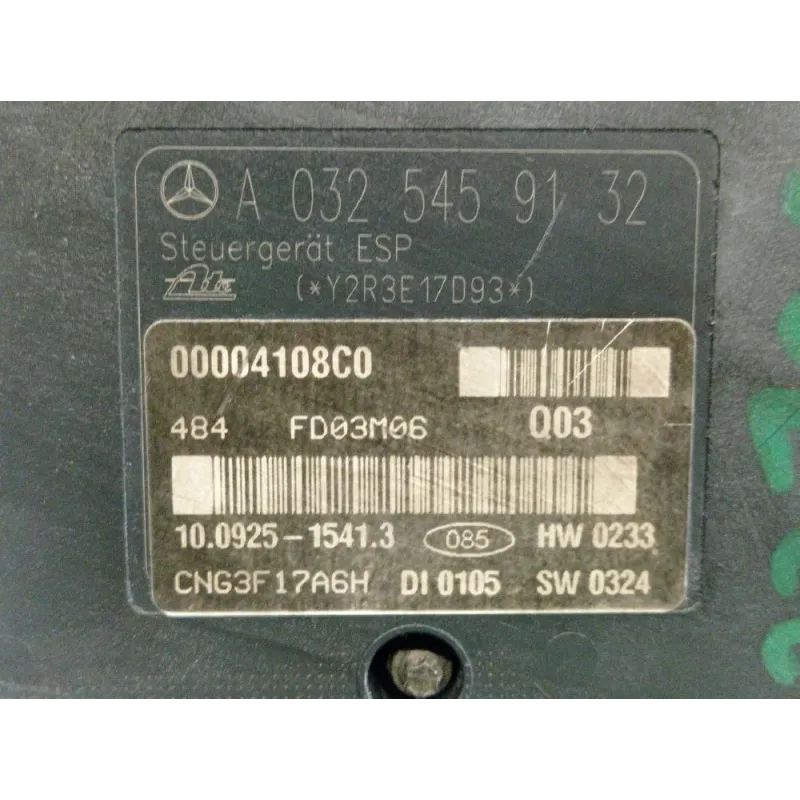 A 032 545 91 32
Steuergerät ESP
Ate (*Y2R3E17D93*)
00004108C0
484 FD03M06 Q03
10.0925-1541.3 085 HW 0233
CNG3F17A6H DI 0105 SW 0324